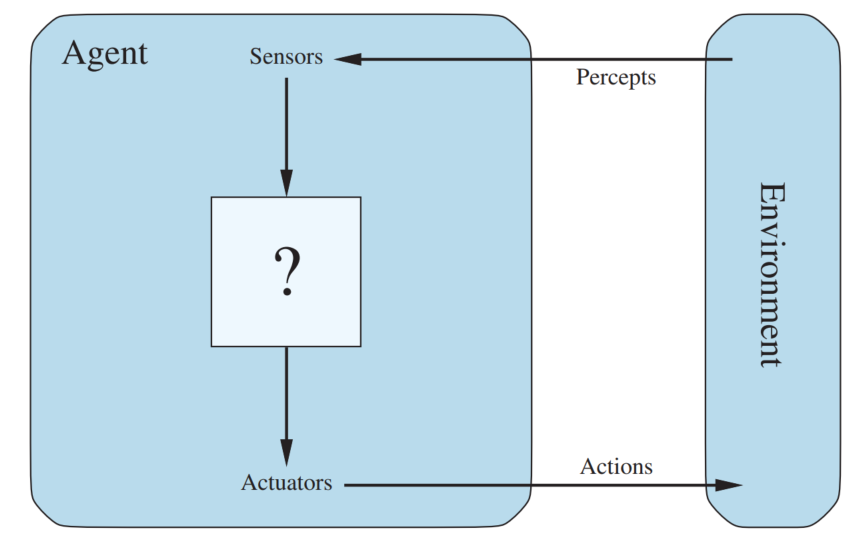 Agent
Sensors
Percepts
?
Environment
Actions
Actuators